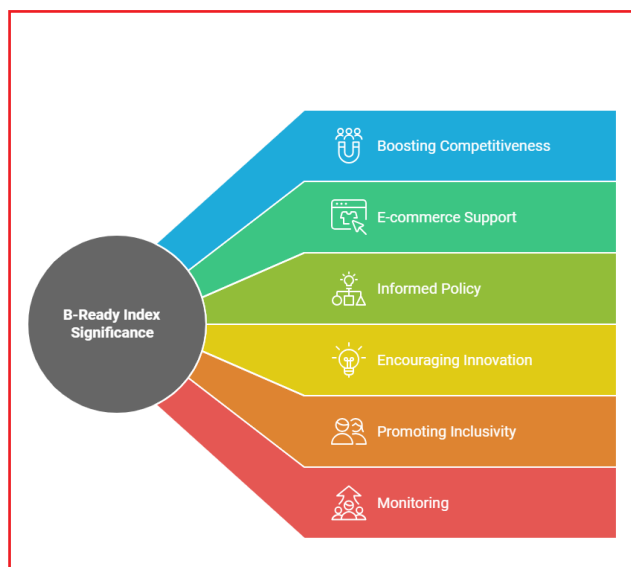 B-Ready Index
Significance
Boosting Competitiveness
E-commerce Support
Informed Policy
Encouraging Innovation
Promoting Inclusivity
Monitoring